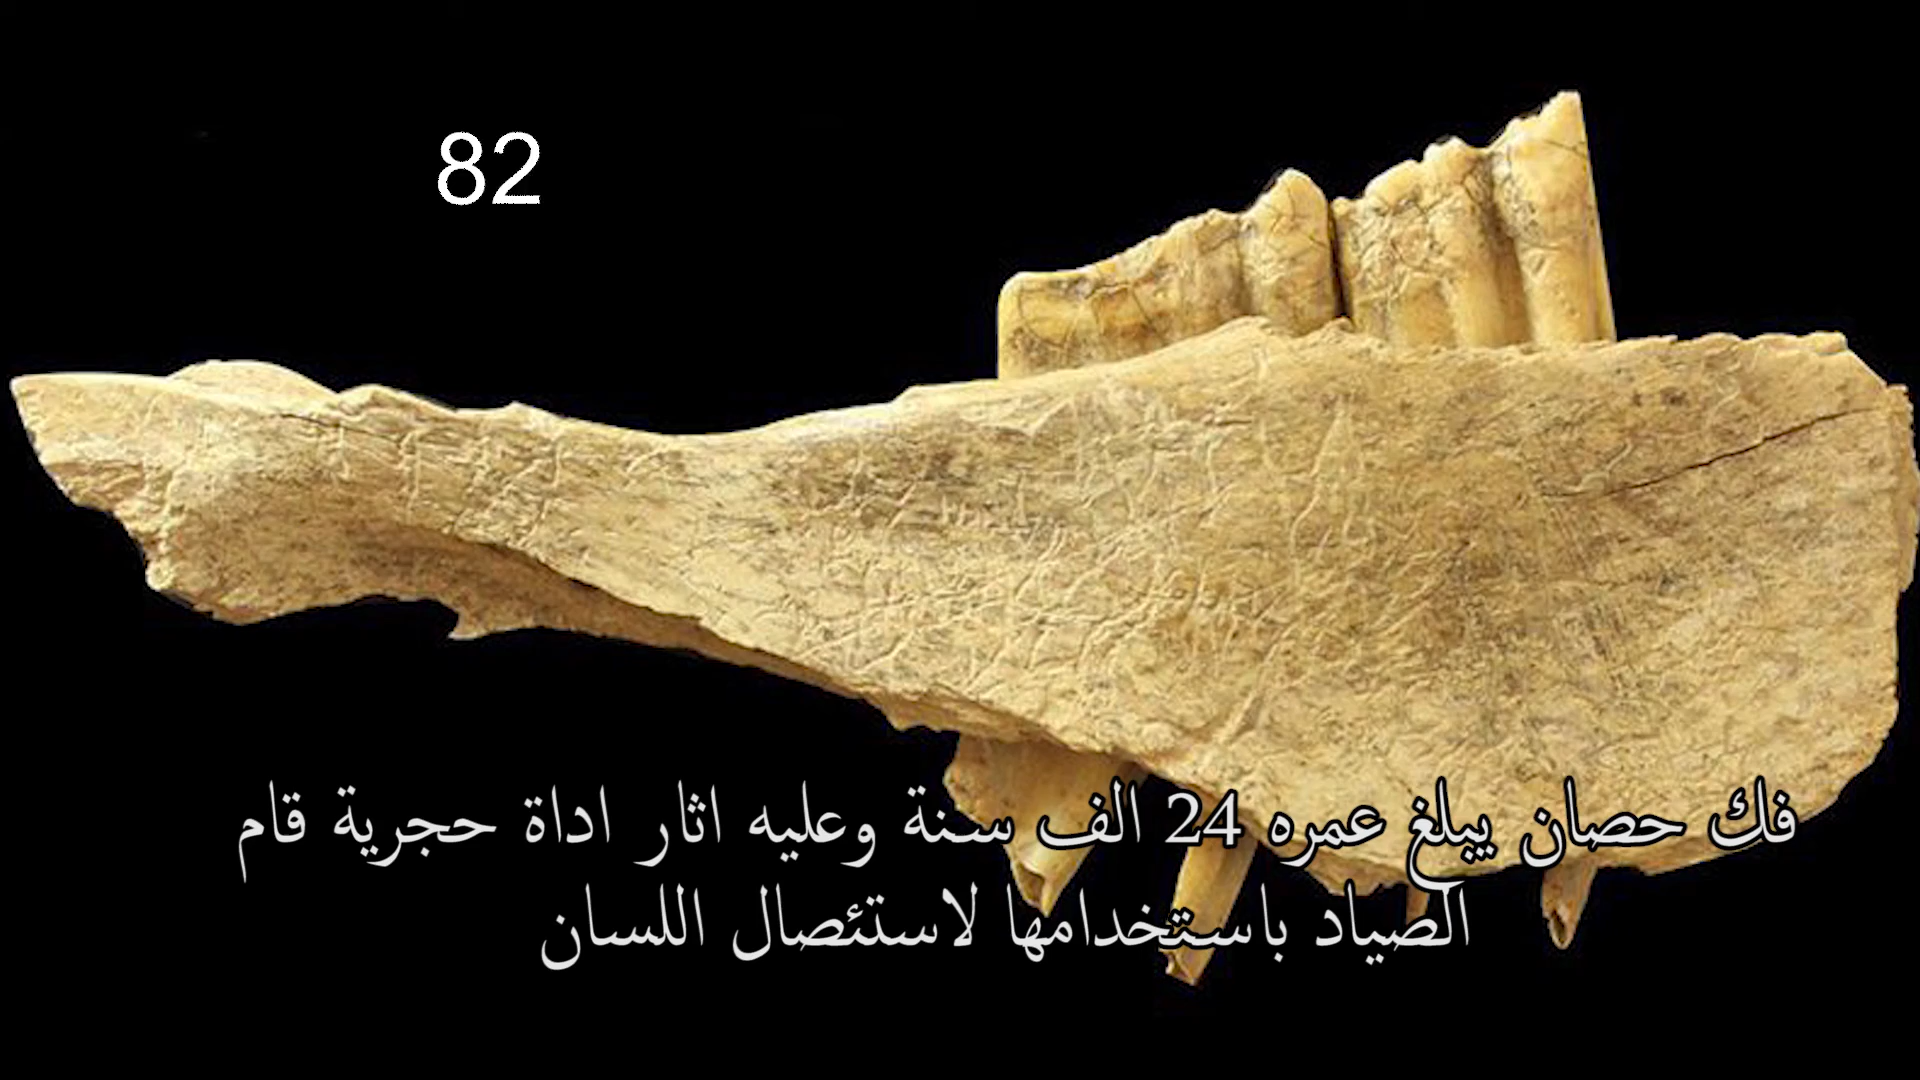 82
فك حصان يبلغ عمره 24 الف سنة وعليه اثار اداة حجرية قام
الصياد باستخدامها لاستئصال اللسان